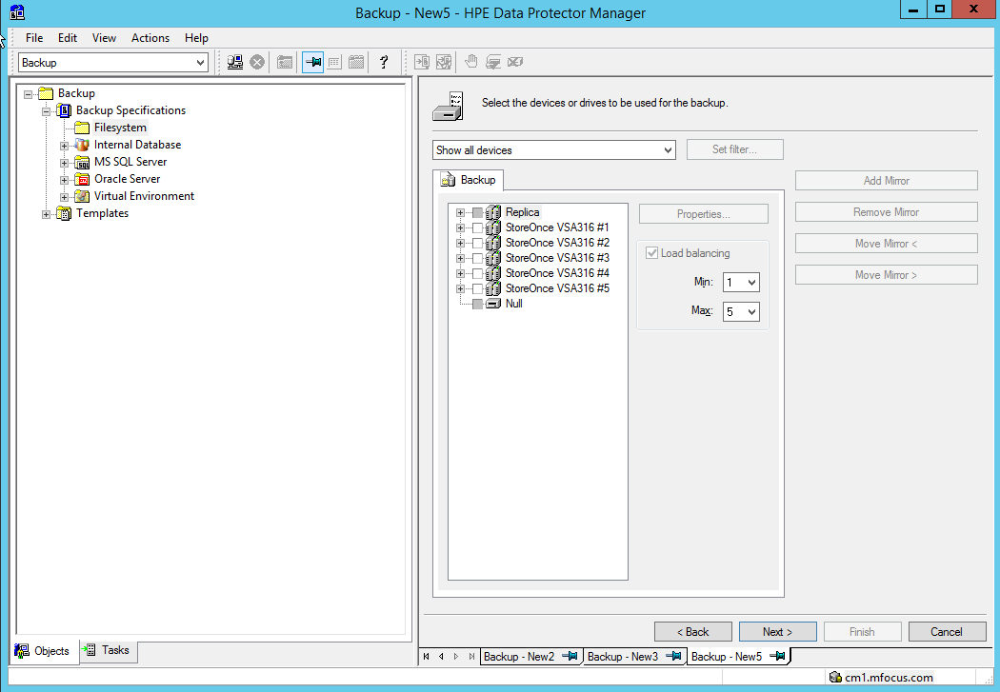 Backup - New5 - HPE Data Protector Manager
File Edit View Actions Help
Backup
Backup
Backup Specifications
Filesystem
Internal Database
MS SQL Server
Oracle Server
Virtual Environment
Templates
Objects Tasks
Select the devices or drives to be used for the backup.
Show all devices Set filter...
Backup
Replica
StoreOnce VSA316 #1
StoreOnce VSA316 #2
StoreOnce VSA316 #3
StoreOnce VSA316 #4
StoreOnce VSA316 #5
Null
Properties...
Load balancing
Min: 1
Max: 5
Add Mirror
Remove Mirror
Move Mirror <
Move Mirror >
< Back Next > Finish Cancel
Backup - New2 Backup - New3 Backup - New5
cm1.mfocus.com